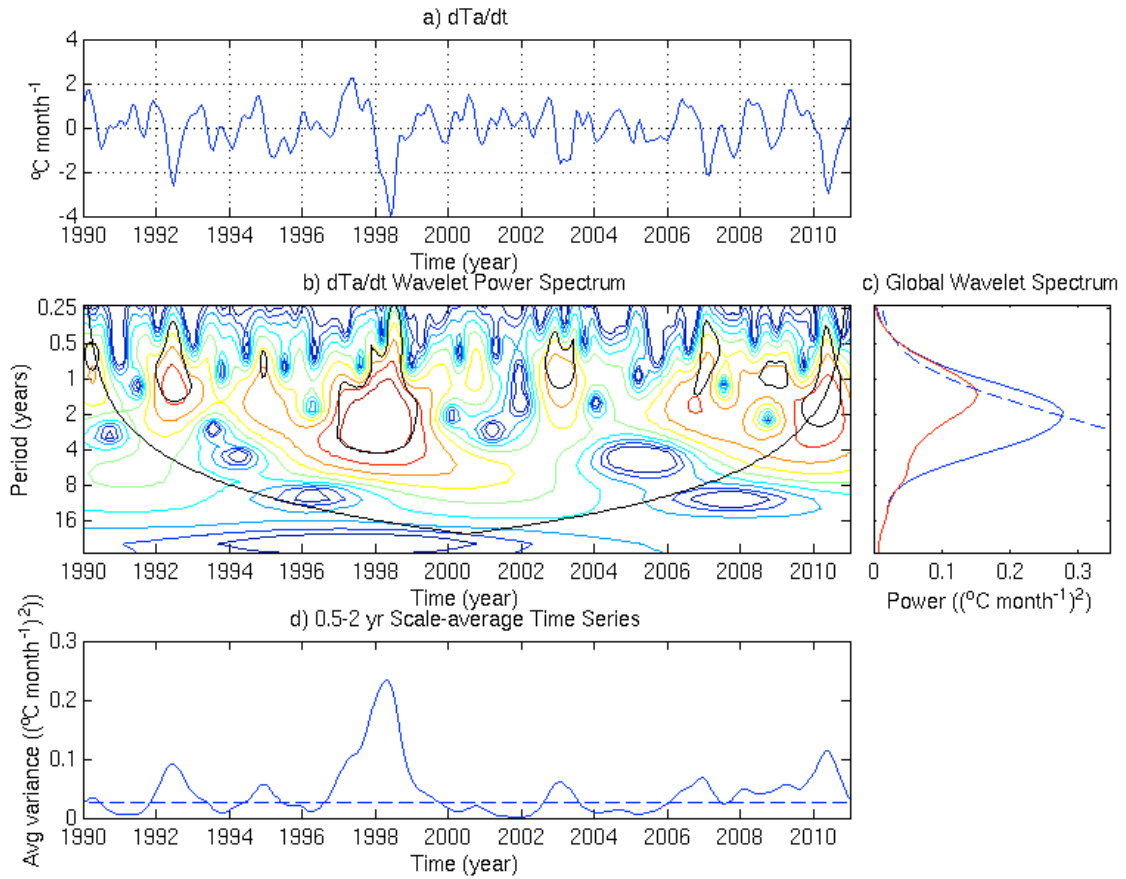 a) dTa/dt
4
2
0
-2
-4
ºC month-1
1990 1992 1994 1996 1998 2000 2002 2004 2006 2008 2010
Time (year)
b) dTa/dt Wavelet Power Spectrum
0.25
0.5
1
2
4
8
16
Period (years)
1990 1992 1994 1996 1998 2000 2002 2004 2006 2008 2010
Time (year)
c) Global Wavelet Spectrum
0 0.1 0.2 0.3
Power ((ºC month-1)2)
d) 0.5-2 yr Scale-average Time Series
0.3
0.2
0.1
0
Avg variance ((ºC month-1)2))
1990 1992 1994 1996 1998 2000 2002 2004 2006 2008 2010
Time (year)